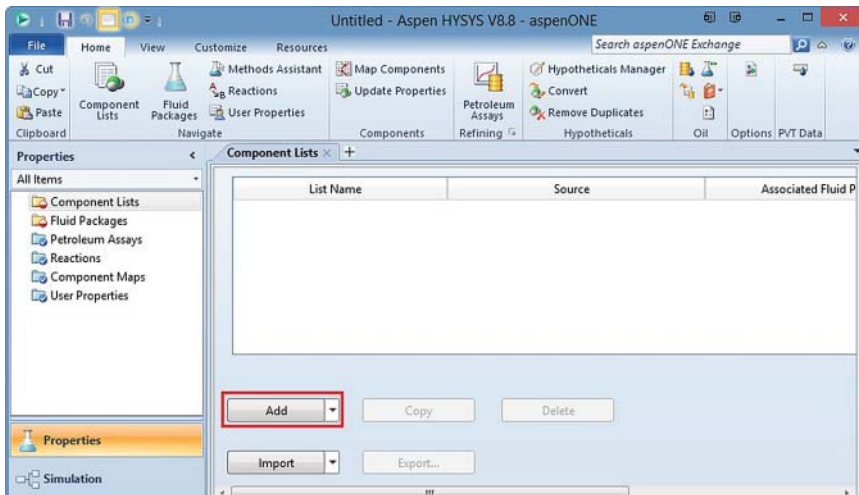 Untitled - Aspen HYSYS V8.8 - aspenONE
File Home View Customize Resources Search aspenONE Exchange
Cut
Copy
Paste
Clipboard
Component Lists
Fluid Packages
Methods Assistant
Reactions
User Properties
Navigate
Map Components
Update Properties
Components
Petroleum Assays
Refining
Hypotheticals Manager
Convert
Remove Duplicates
Hypotheticals
Oil
Options
PVT Data
Properties <
All Items
Component Lists
Fluid Packages
Petroleum Assays
Reactions
Component Maps
User Properties
Properties
Simulation
Component Lists × +
List Name Source Associated Fluid P
Add Copy Delete
Import Export...